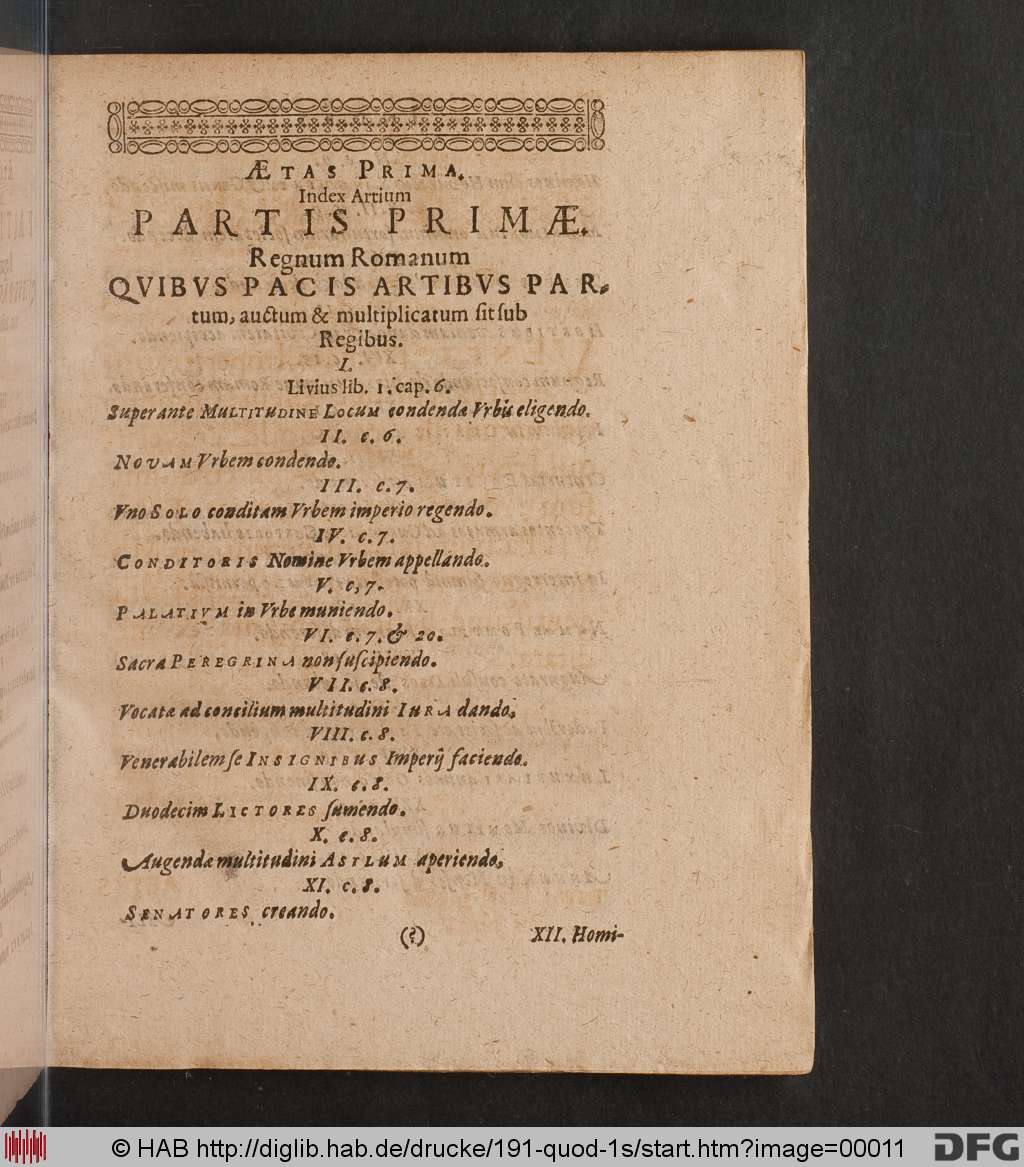 ÆTAS PRIMA.
Index Artium
PARTIS PRIMÆ.
Regnum Romanum
QVIBVS PACIS ARTIBVS PAR-
tum, auctum & multiplicatum sit sub
Regibus.
I.
Livius lib. 1. cap. 6.
Superante MULTITUDINE LOCUM condendæ Vrbis eligendo.
II. c. 6.
NOVAM Vrbem condendo.
III. c. 7.
Vno SOLO conditam Vrbem imperio regendo.
IV. c. 7.
CONDITORIS Nomine Vrbem appellando.
V. c, 7.
PALATIVM in Vrbe muniendo.
VI. c. 7. & 20.
Sacra PEREGRINA non suscipiendo.
VII. c. 8.
Vocatæ ad concilium multitudini IURA dando.
VIII. c. 8.
Venerabilem se INSIGNIBUS Imperij faciendo.
IX. c. 8.
Duodecim LICTORES sumendo.
X. c. 8.
Augendæ multitudini ASYLUM aperiendo.
XI. c. 8.
SENATORES creando.
(?) XII. Homi-
© HAB http://diglib.hab.de/drucke/191-quod-1s/start.htm?image=00011
DFG